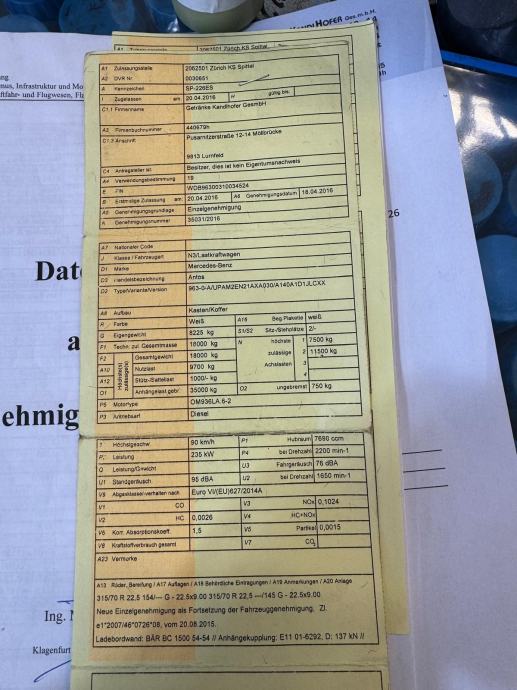 KANDLHOFER Ges.m.b.H.
A1 Zulassungsstelle 2062501 Zürich KS Spittal
A2 DVR Nr. 0030651
A Kennzeichen SP-226ES
I Zugelassen am: 20.04.2016 H gültig bis:
C1.1 Firmenname Getränke Kandlhofer GesmbH
A3 Firmenbuchnummer 440679h
C1.3 Anschrift Pusarnitzerstraße 12-14 Möllbrücke
9813 Lurnfeld
C4 Antragsteller ist Besitzer, dies ist kein Eigentumsnachweis
A4 Verwendungsbestimmung 19
E FIN WDB96300310034524
B Erstmalige Zulassung am: 20.04.2016 A6 Genehmigungsdatum 18.04.2016
A5 Genehmigungsgrundlage Einzelgenehmigung
K Genehmigungsnummer 35031/2016
A7 Nationaler Code
J Klasse / Fahrzeugart N3/Lastkraftwagen
D1 Marke Mercedes-Benz
D3 Handelsbezeichnung Antos
D2 Type/Variante/Version 963-0-A/UPAM2EN21AXA030/A140A1D1JLCXX
A8 Aufbau Kasten/Koffer
R Farbe Weiß A16 Beg.Plakette weiß
G Eigengewicht 8225 kg S1/S2 Sitz-/Stehplätze 2/-
F1 Techn. zul. Gesamtmasse 18000 kg N höchste zulässige Achslasten 1 7500 kg
F2 Höchste(s) zulässige(s) Gesamtgewicht 18000 kg 2 11500 kg
A10 Nutzlast 9700 kg 3
A12 Stütz-/Sattellast 1000/- kg 4
O1 Anhängelast gebr. 35000 kg O2 ungebremst 750 kg
P5 Motortype OM936LA.6-2
P3 Antriebsart Diesel
T Höchstgeschw. 90 km/h P1 Hubraum 7690 ccm
P2 Leistung 235 kW P4 bei Drehzahl 2200 min-1
Q Leistung/Gewicht U3 Fahrgeräusch 76 dBA
U1 Standgeräusch 95 dBA U2 bei Drehzahl 1650 min-1
V9 Abgasklasse/verhalten nach Euro VI/(EU)627/2014A
V1 CO V3 NOx 0,1024
V2 HC 0,0026 V4 HC+NOx
V6 Korr. Absorptionskoeff. 1,5 V5 Partikel 0,0015
V8 Kraftstoffverbrauch gesamt V7 CO2
A23 Vermerke
A13 Räder, Bereifung / A17 Auflagen / A18 Behördliche Eintragungen / A19 Anmerkungen / A20 Anlage
315/70 R 22,5 154/--- G - 22.5x9.00 315/70 R 22,5 ---/145 G - 22.5x9.00
Neue Einzelgenehmigung als Fortsetzung der Fahrzeuggenehmigung, Zl.
e1*2007/46*0726*08, vom 20.08.2015.
Ladebordwand: BÄR BC 1500 54-54 // Anhängekupplung: E11 01-6292, D: 137 kN //
Dat
ehmig
Ing.
Klagenfurt
26